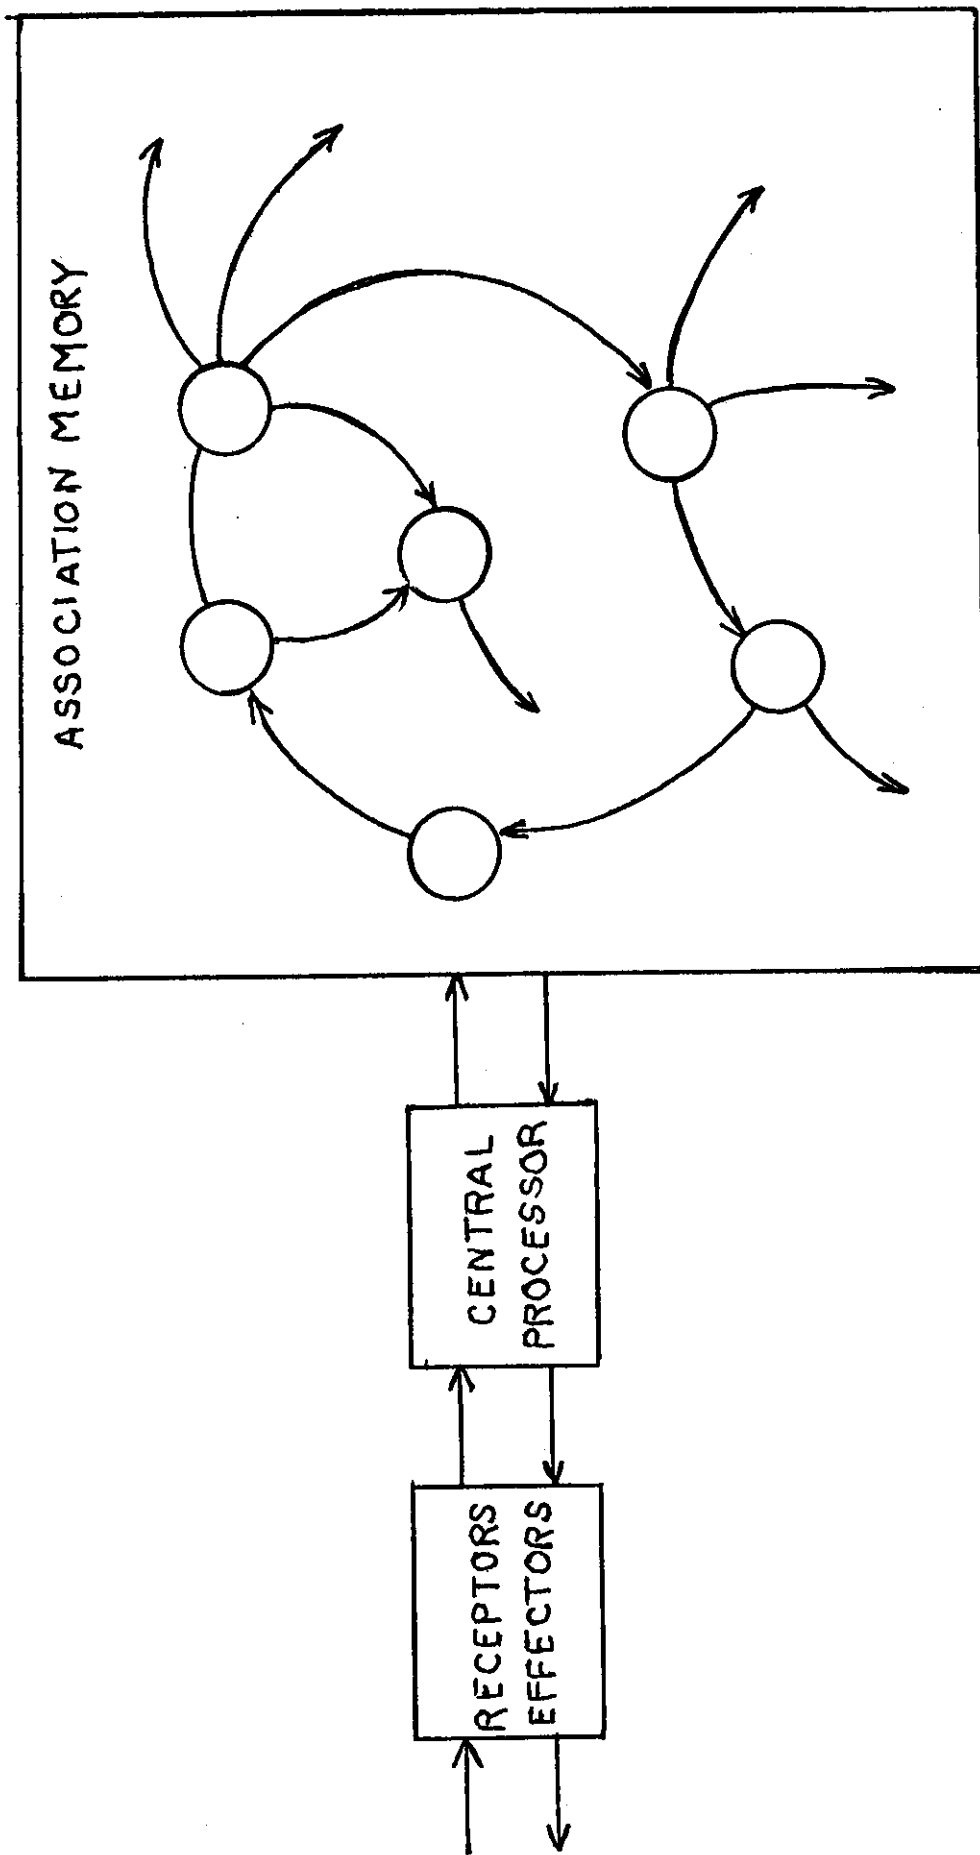 ASSOCIATION MEMORY
CENTRAL
PROCESSOR
RECEPTORS
EFFECTORS